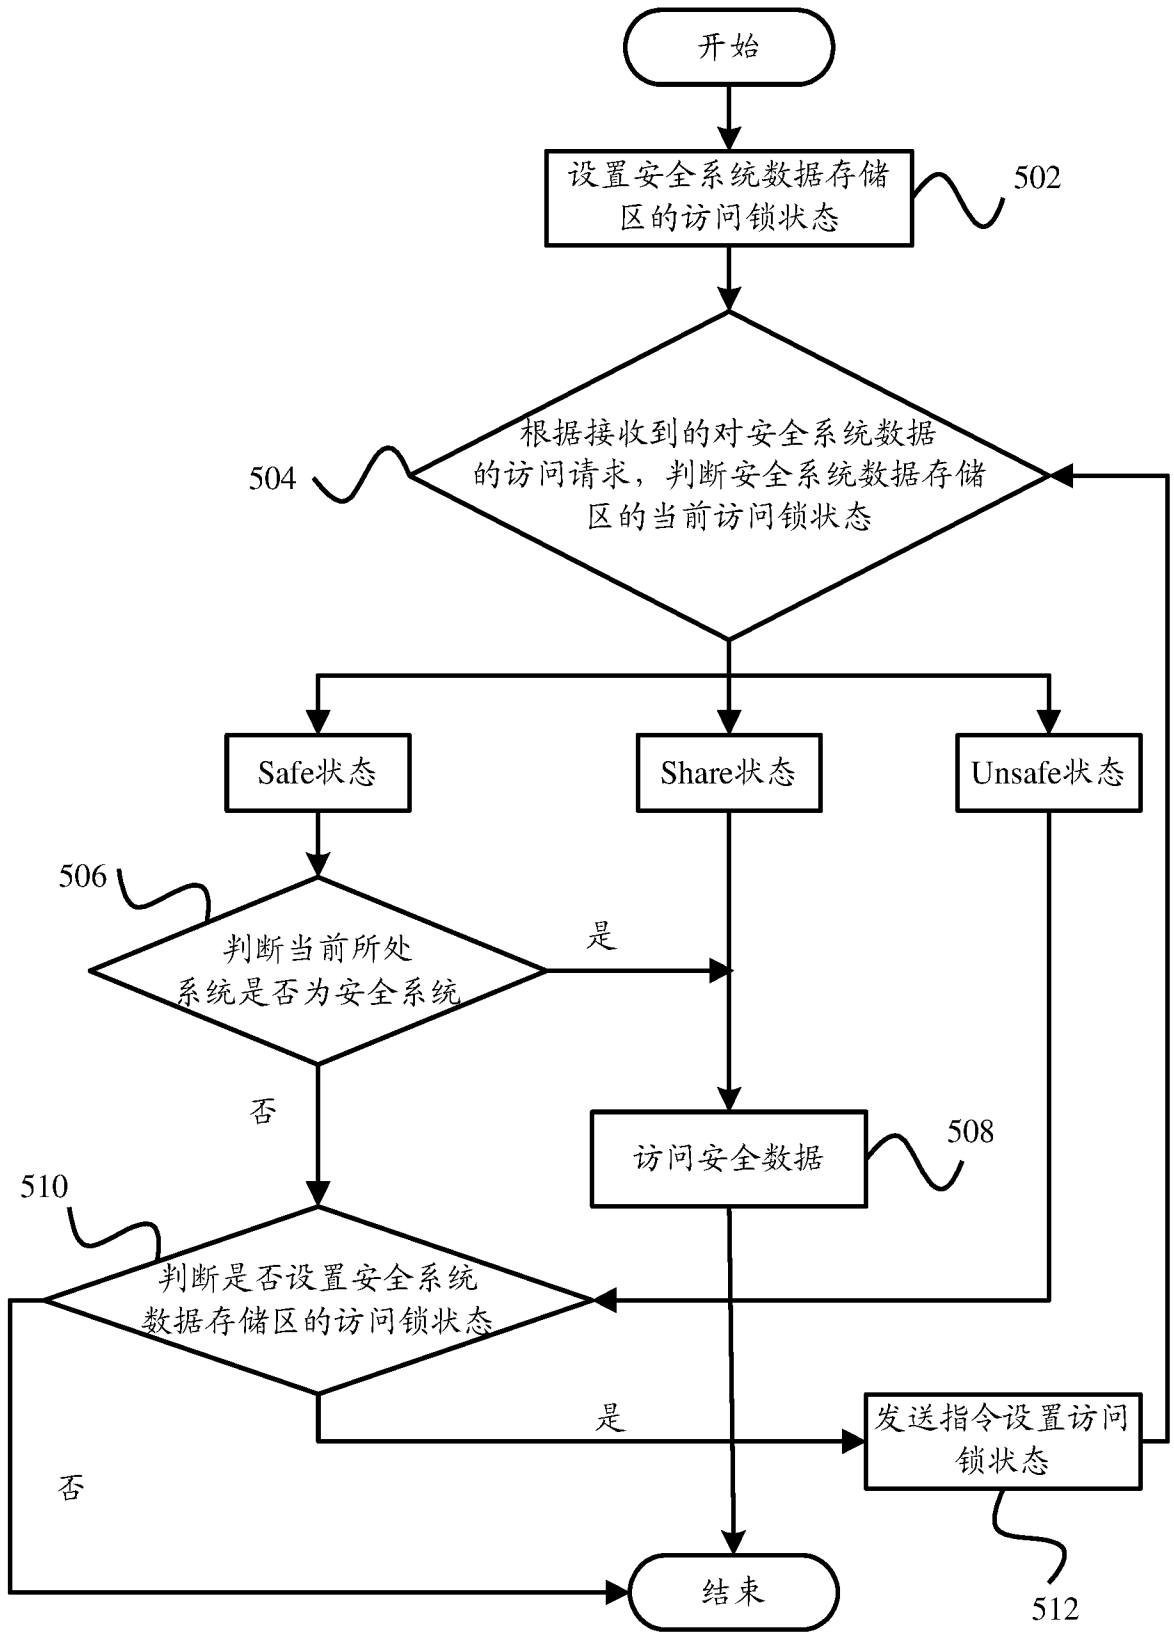 开始
设置安全系统数据存储
区的访问锁状态
502
根据接收到的对安全系统数据
的访问请求，判断安全系统数据存储
区的当前访问锁状态
504
Safe状态
Share状态
Unsafe状态
506
判断当前所处
系统是否为安全系统
是
否
访问安全数据
508
510
判断是否设置安全系统
数据存储区的访问锁状态
是
发送指令设置访问
锁状态
否
结束
512